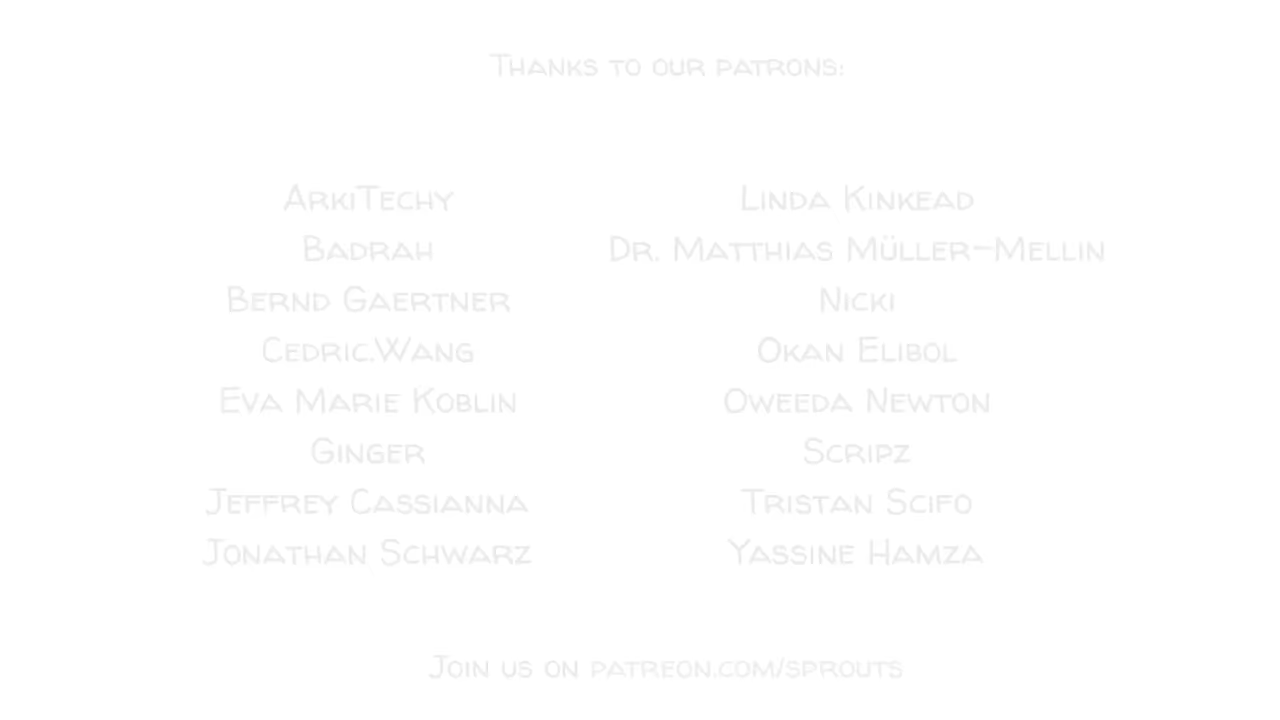 Thanks to our patrons:
ArkiTechy
Badrah
Bernd Gaertner
Cedric.Wang
Eva Marie Koblin
Ginger
Jeffrey Cassianna
Jonathan Schwarz
Linda Kinkead
Dr. Matthias Müller-Mellin
Nicki
Okan Elibol
Oweeda Newton
Scripz
Tristan Scifo
Yassine Hamza
Join us on patreon.com/sprouts